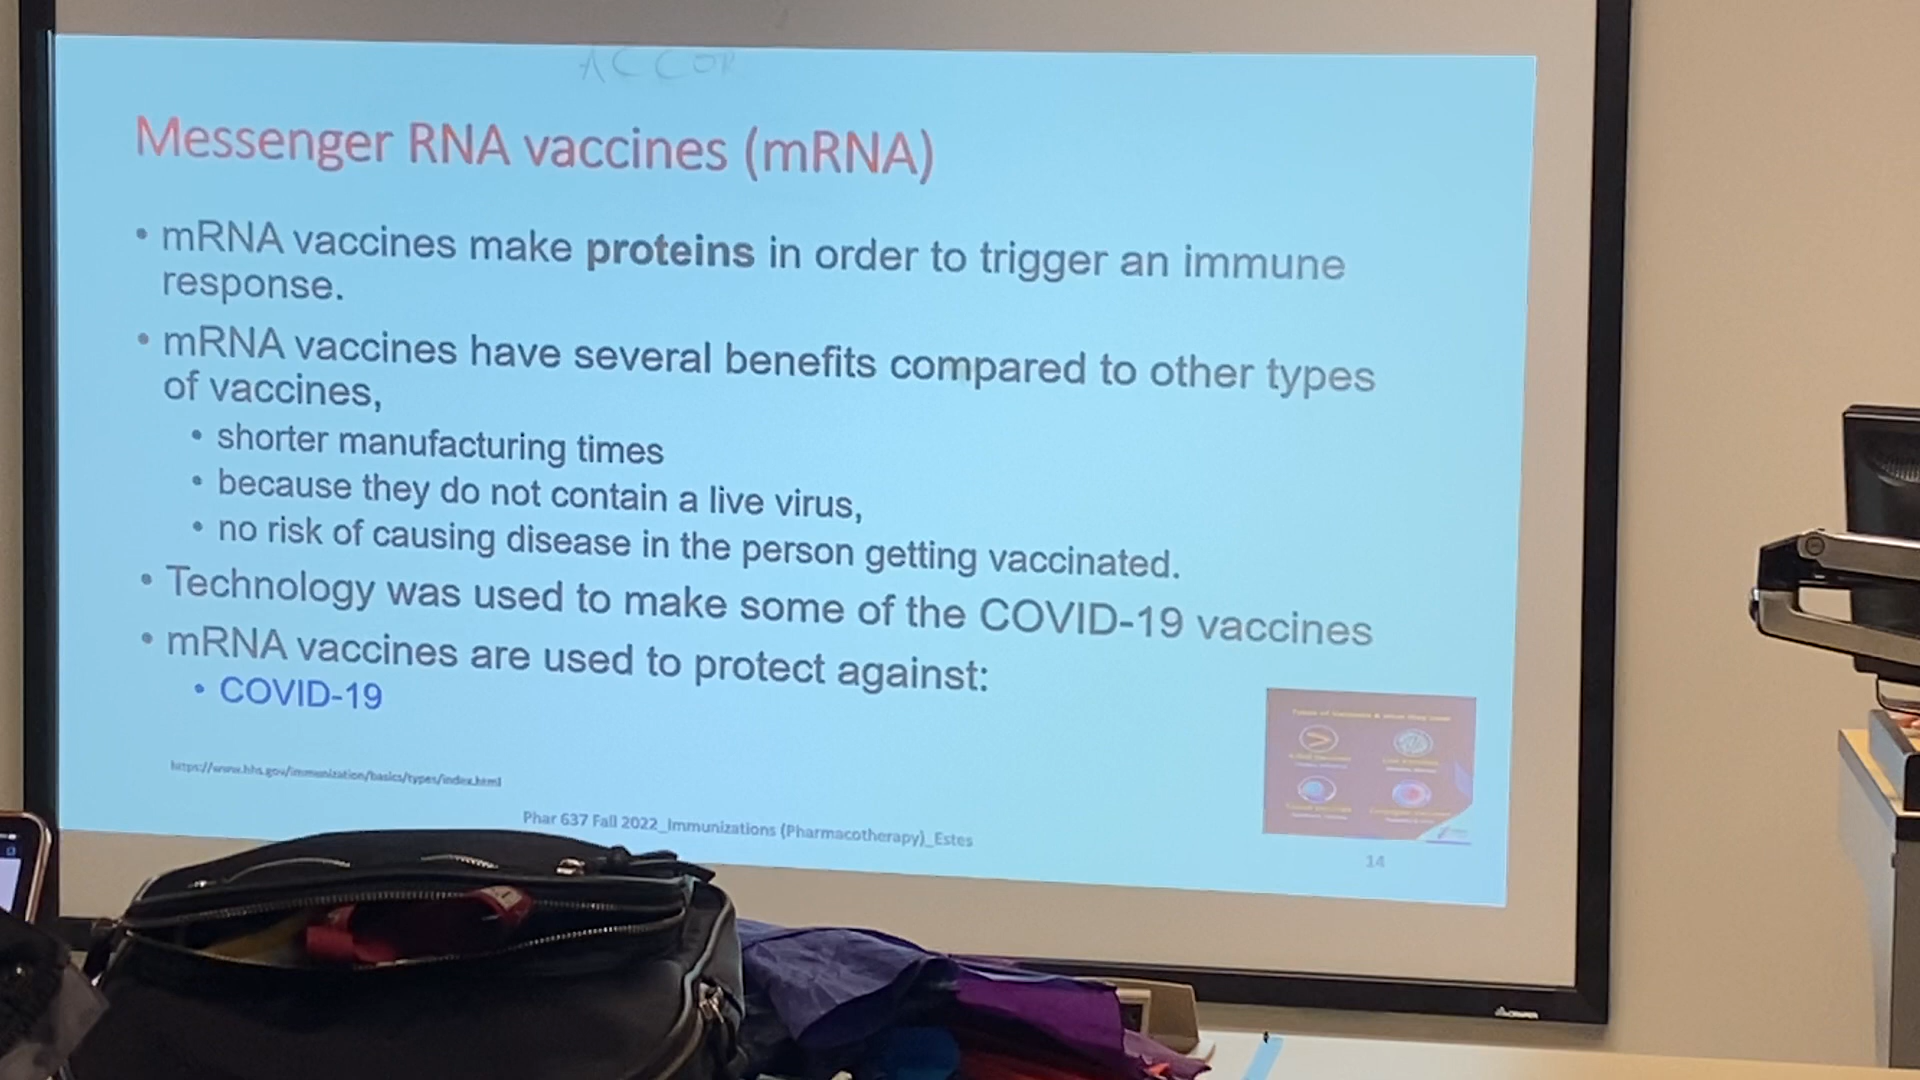 ACCOR
Messenger RNA vaccines (mRNA)
• mRNA vaccines make proteins in order to trigger an immune
response.
• mRNA vaccines have several benefits compared to other types
of vaccines,
• shorter manufacturing times
• because they do not contain a live virus,
• no risk of causing disease in the person getting vaccinated.
• Technology was used to make some of the COVID-19 vaccines
• mRNA vaccines are used to protect against:
• COVID-19
https://www.hhs.gov/immunization/basics/types/index.html
Phar 637 Fall 2022_Immunizations (Pharmacotherapy)_Estes
14